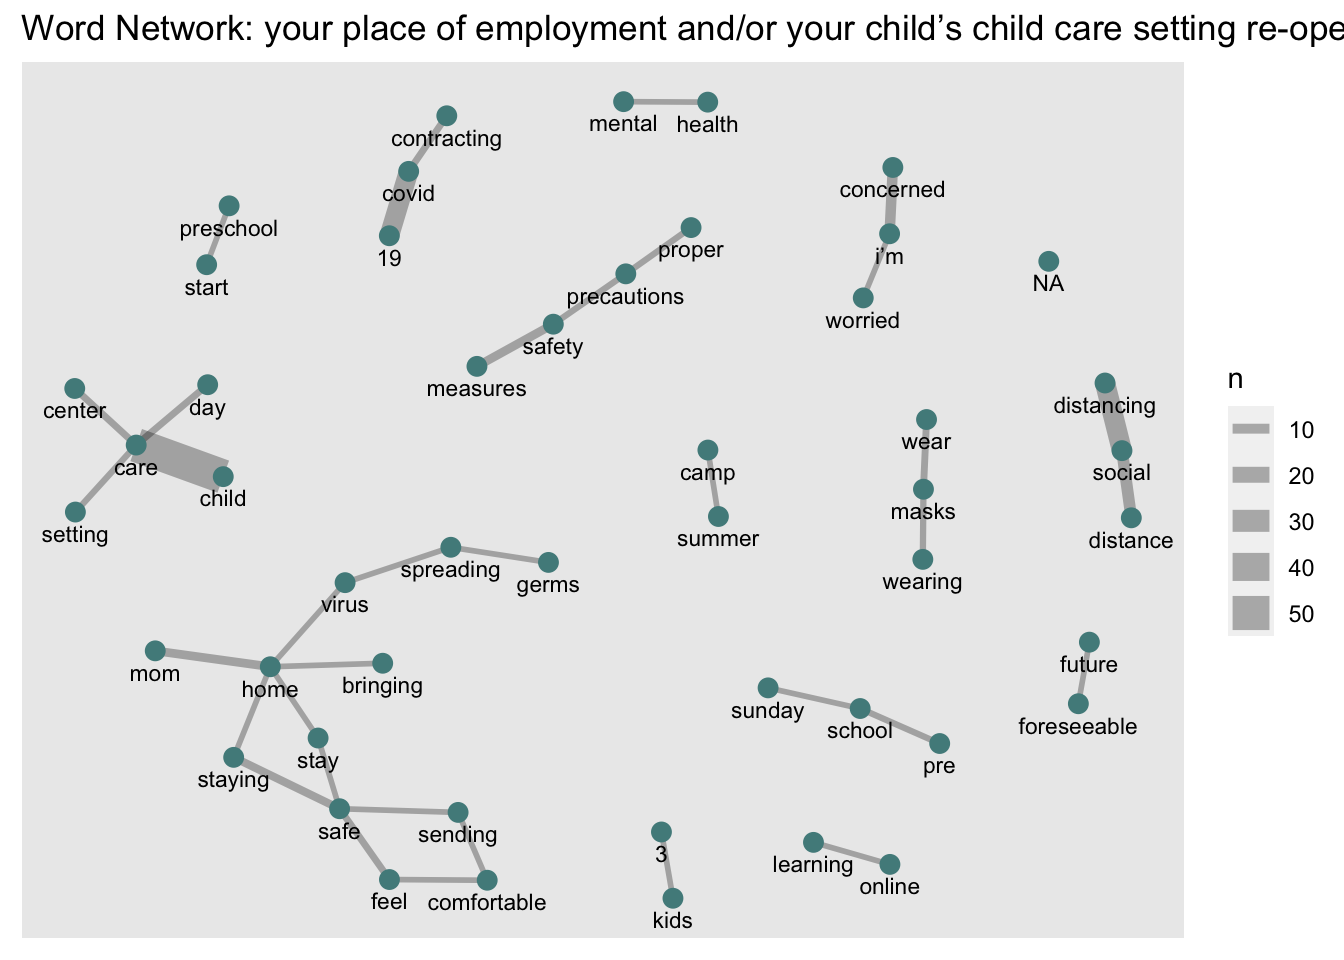 Word Network: your place of employment and/or your child’s child care setting re-ope
mental health
contracting
covid
19
concerned
i'm
worried
preschool
start
proper
precautions
safety
measures
NA
center
day
care
child
setting
distancing
social
distance
wear
masks
wearing
camp
summer
n
10
20
30
40
50
spreading
germs
virus
mom
home
bringing
staying
stay
safe
sending
feel
comfortable
future
foreseeable
sunday
school
pre
3
kids
learning
online